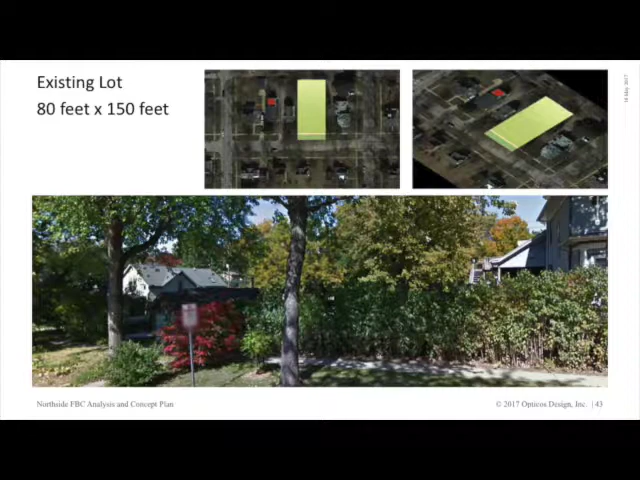 Existing Lot
80 feet x 150 feet
Northside FBC Analysis and Concept Plan
© 2017 Opticos Design, Inc. | 43